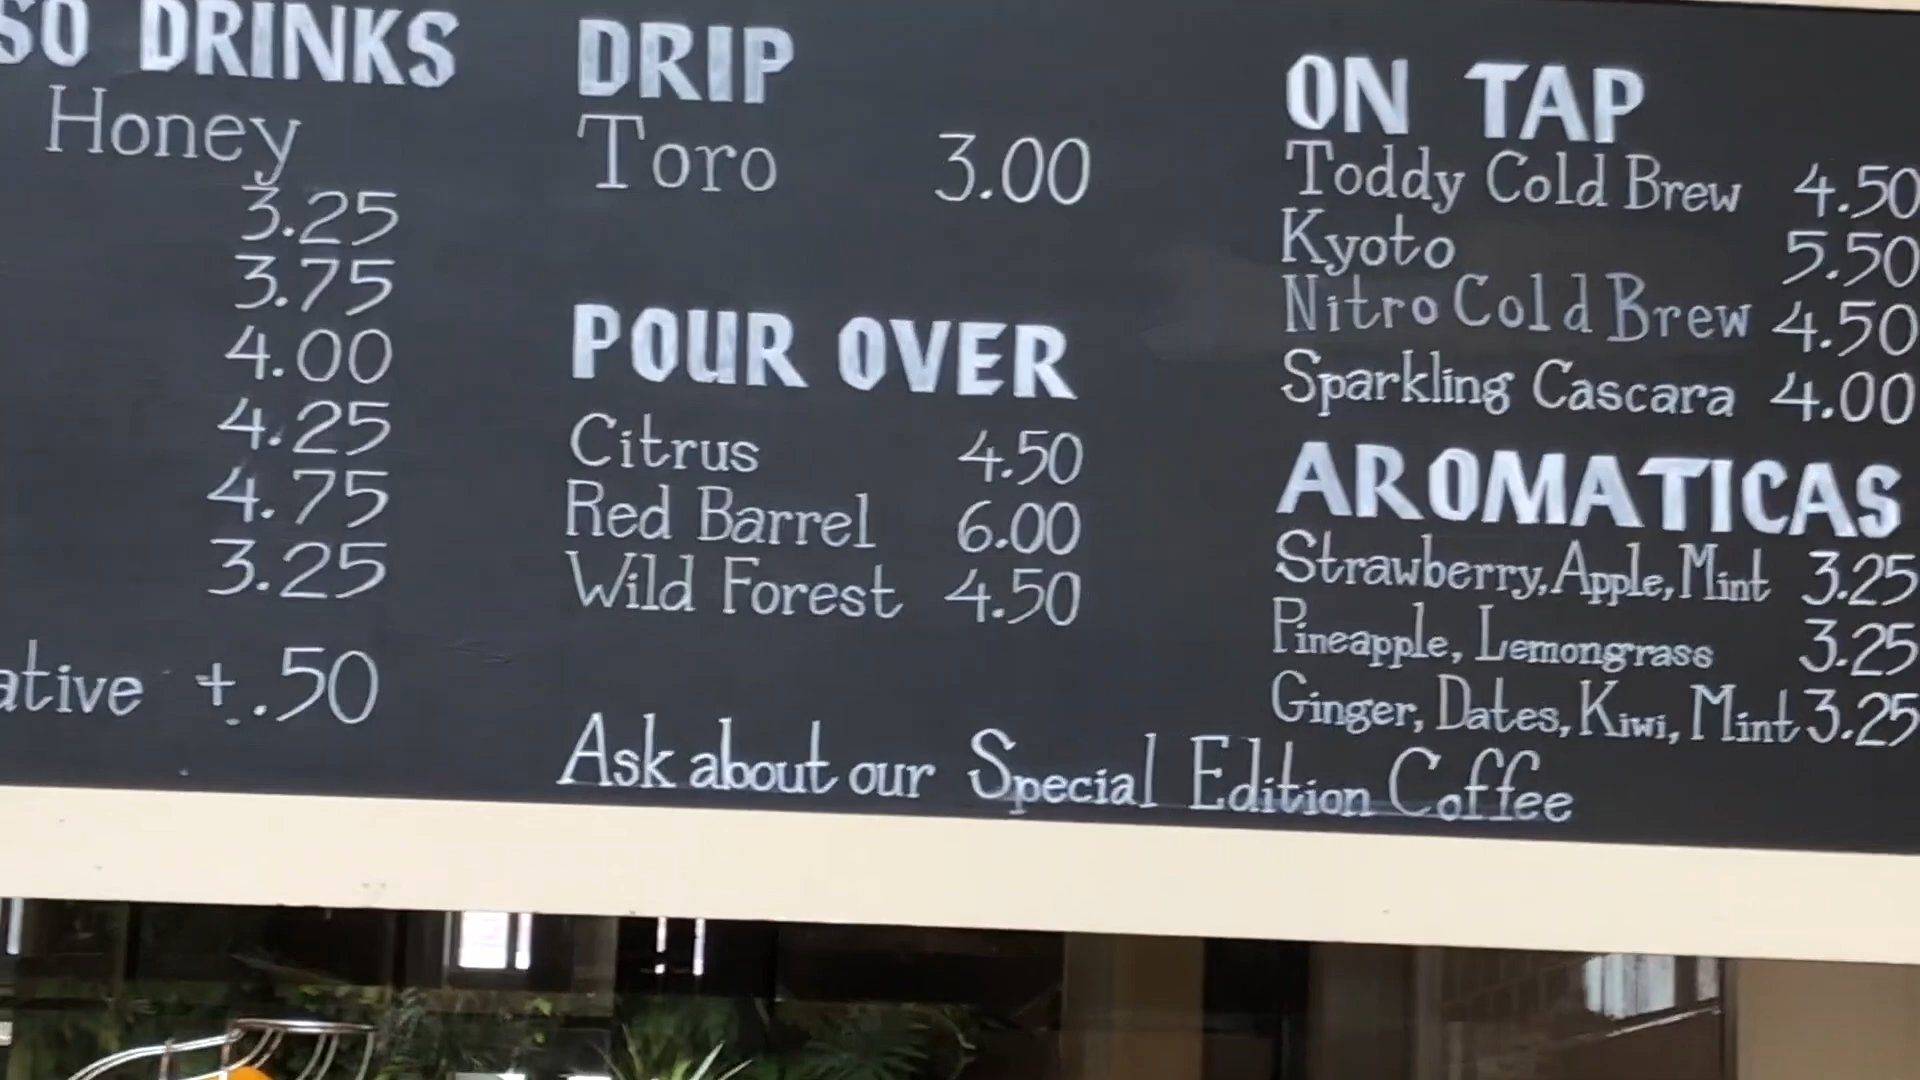 SO DRINKS
Honey
3.25
3.75
4.00
4.25
4.75
3.25
ative +.50
DRIP
Toro 3.00
POUR OVER
Citrus 4.50
Red Barrel 6.00
Wild Forest 4.50
Ask about our Special Edition Coffee
ON TAP
Toddy Cold Brew 4.50
Kyoto 5.50
Nitro Cold Brew 4.50
Sparkling Cascara 4.00
AROMATICAS
Strawberry, Apple, Mint 3.25
Pineapple, Lemongrass 3.25
Ginger, Dates, Kiwi, Mint 3.25